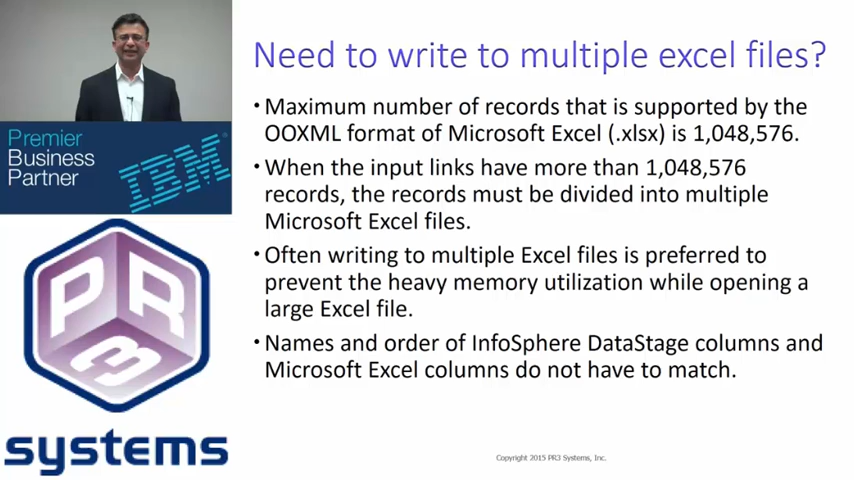 Need to write to multiple excel files?
Premier
Business
Partner
IBM
PR3
systems
• Maximum number of records that is supported by the
OOXML format of Microsoft Excel (.xlsx) is 1,048,576.
• When the input links have more than 1,048,576
records, the records must be divided into multiple
Microsoft Excel files.
• Often writing to multiple Excel files is preferred to
prevent the heavy memory utilization while opening a
large Excel file.
• Names and order of InfoSphere DataStage columns and
Microsoft Excel columns do not have to match.
Copyright 2015 PR3 Systems, Inc.